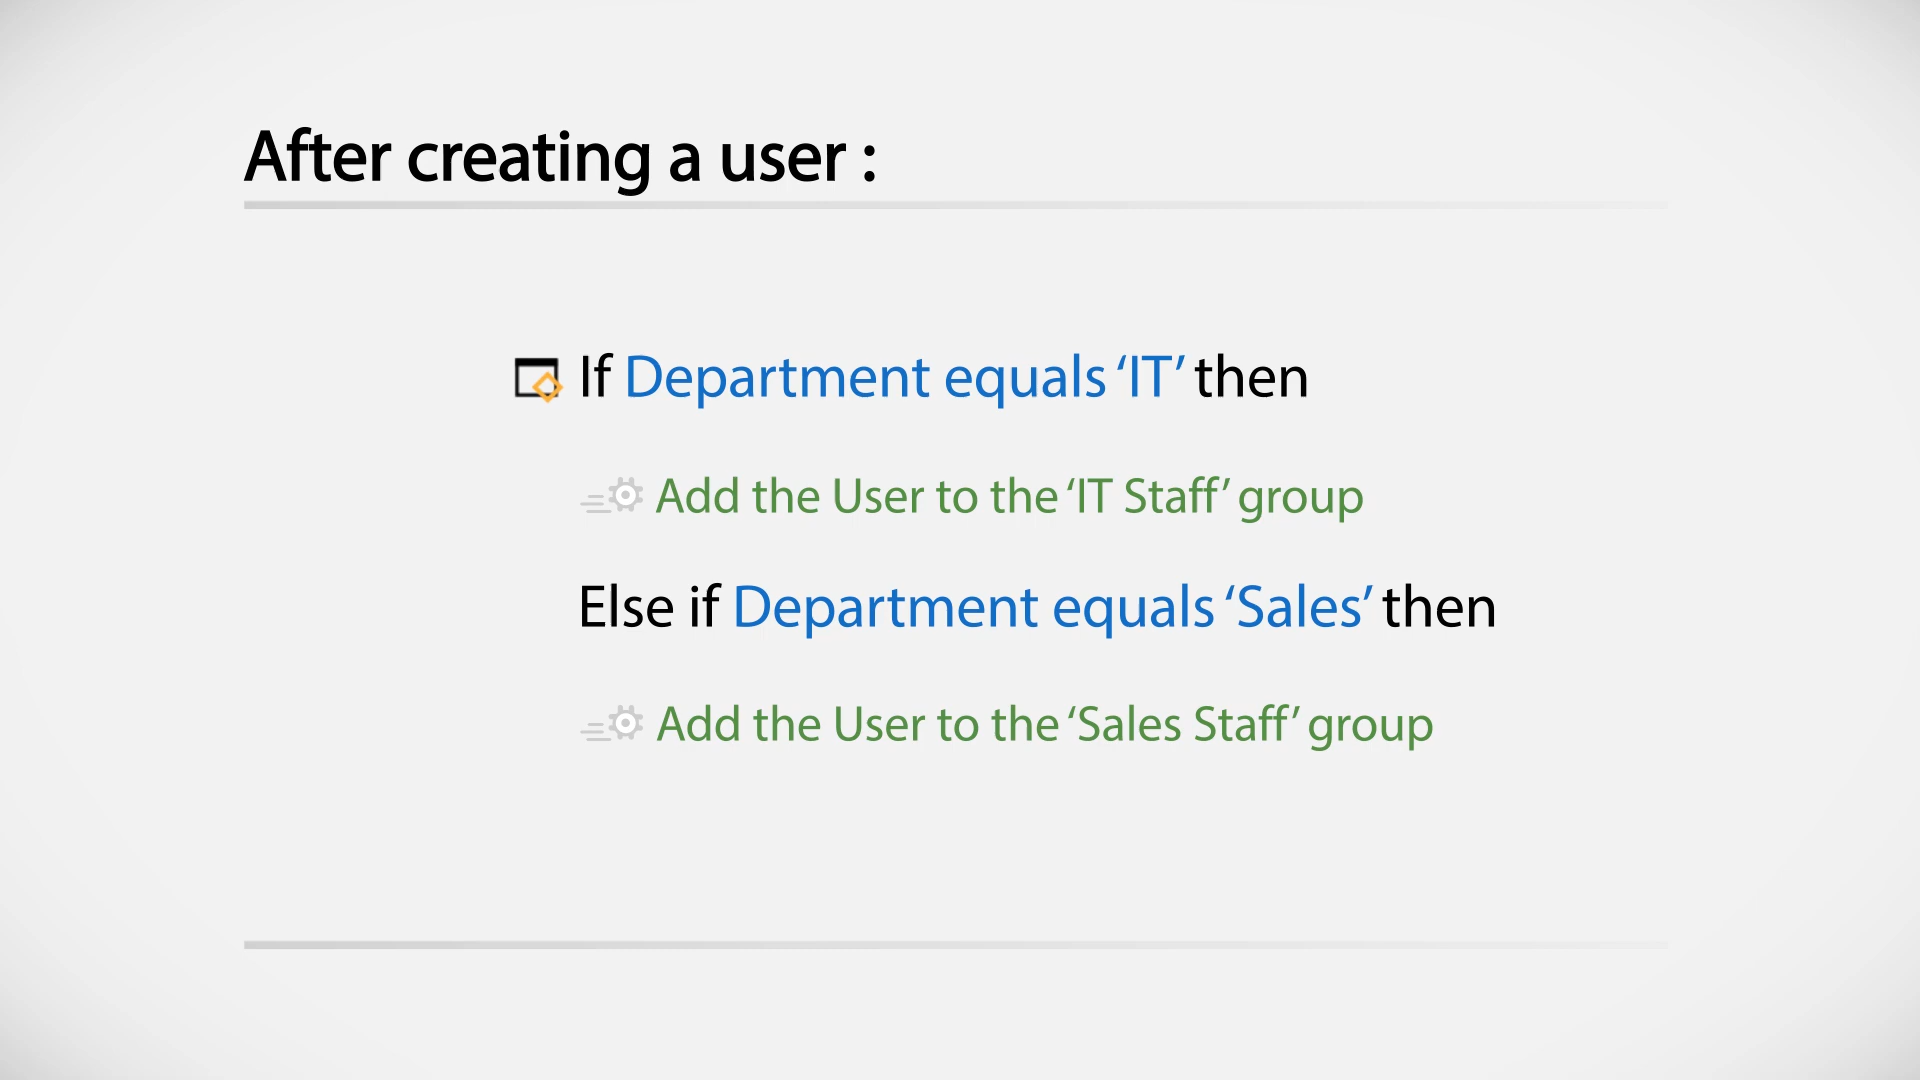 After creating a user :
If Department equals ‘IT’ then
Add the User to the ‘IT Staff’ group
Else if Department equals ‘Sales’ then
Add the User to the ‘Sales Staff’ group